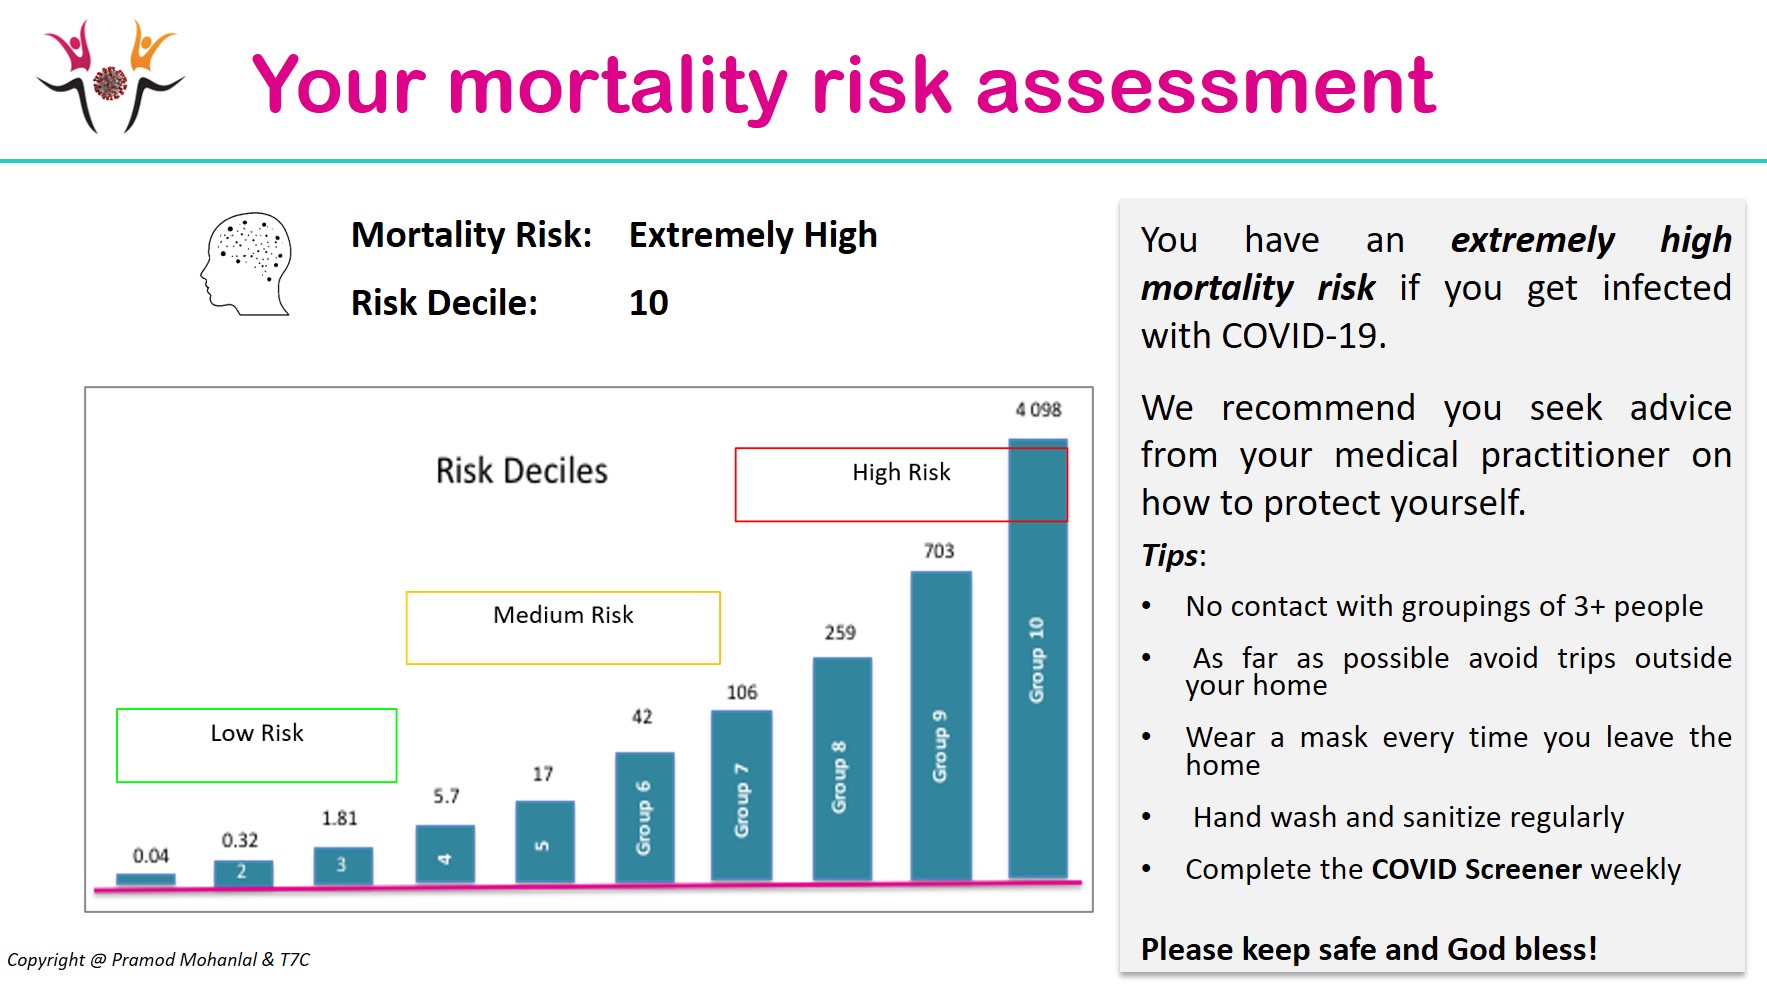 Your mortality risk assessment
Mortality Risk: Extremely High
Risk Decile: 10
Risk Deciles
Low Risk
Medium Risk
High Risk
0.04
0.32
1.81
5.7
17
42
106
259
703
4 098
2
3
4
5
Group 6
Group 7
Group 8
Group 9
Group 10
You have an extremely high
mortality risk if you get infected
with COVID-19.
We recommend you seek advice
from your medical practitioner on
how to protect yourself.
Tips:
• No contact with groupings of 3+ people
• As far as possible avoid trips outside
your home
• Wear a mask every time you leave the
home
• Hand wash and sanitize regularly
• Complete the COVID Screener weekly
Please keep safe and God bless!
Copyright @ Pramod Mohanlal & T7C